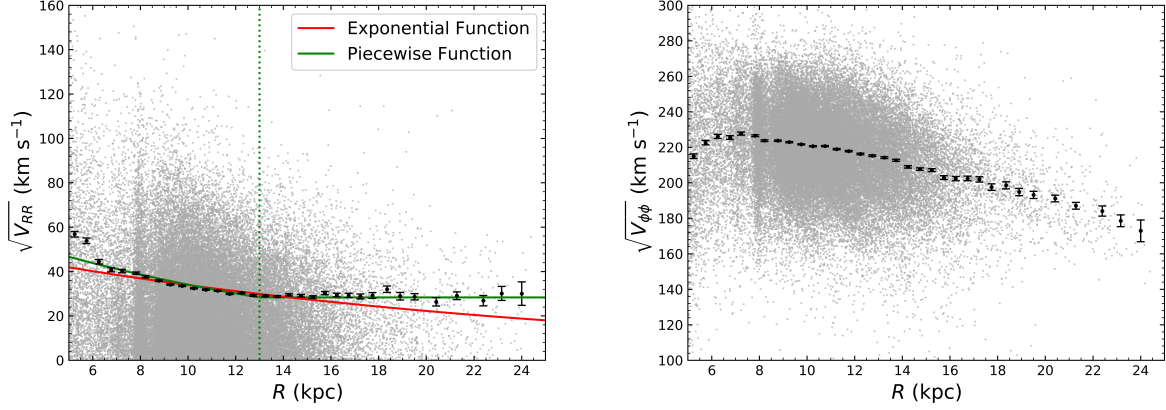 160
140
120
100
80
60
40
20
0
√V_RR (km s⁻¹)
Exponential Function
Piecewise Function
6 8 10 12 14 16 18 20 22 24
R (kpc)
300
280
260
240
220
200
180
160
140
120
100
√V_ϕϕ (km s⁻¹)
6 8 10 12 14 16 18 20 22 24
R (kpc)